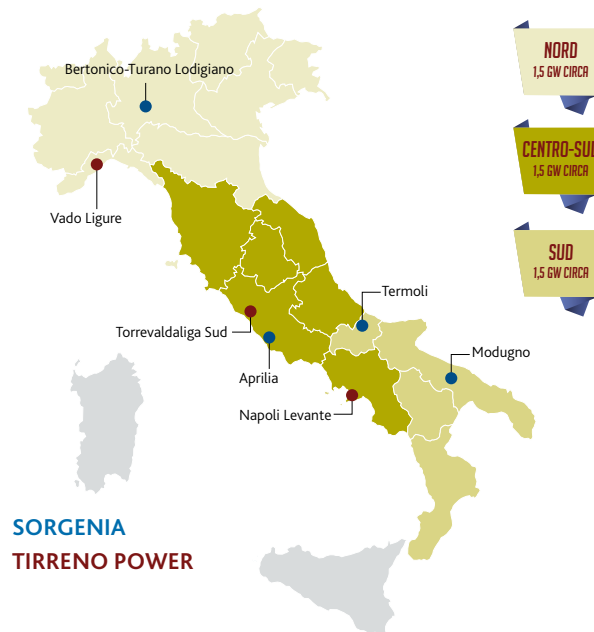 Bertonico-Turano Lodigiano
NORD
1,5 GW CIRCA
CENTRO-SUD
1,5 GW CIRCA
Vado Ligure
SUD
1,5 GW CIRCA
Termoli
Torrevaldaliga Sud
Modugno
Aprilia
Napoli Levante
SORGENIA
TIRRENO POWER